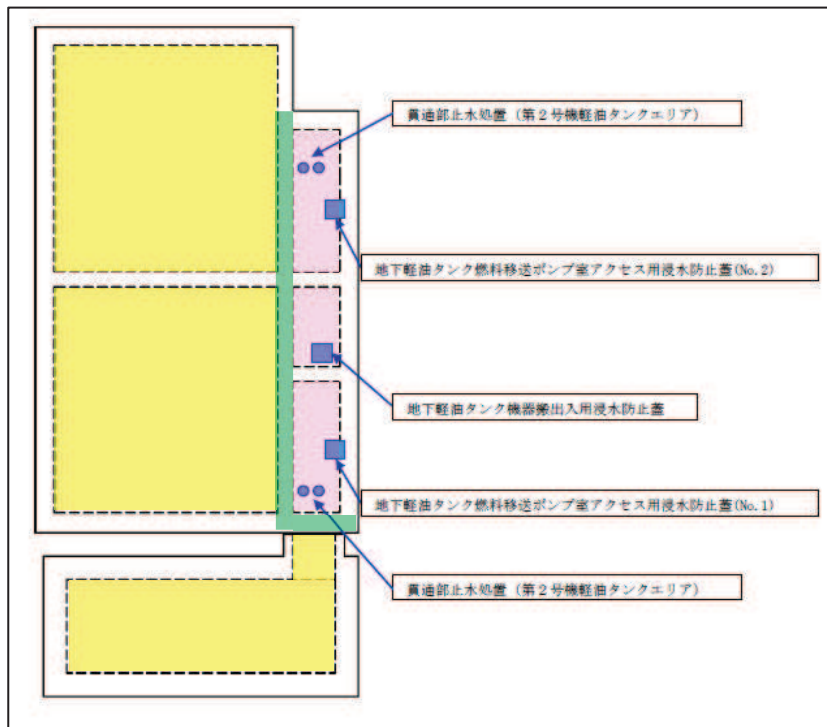 貫通部止水処置（第２号機軽油タンクエリア）
地下軽油タンク燃料移送ポンプ室アクセス用浸水防止蓋(No.2)
地下軽油タンク機器搬出入用浸水防止蓋
地下軽油タンク燃料移送ポンプ室アクセス用浸水防止蓋(No.1)
貫通部止水処置（第２号機軽油タンクエリア）